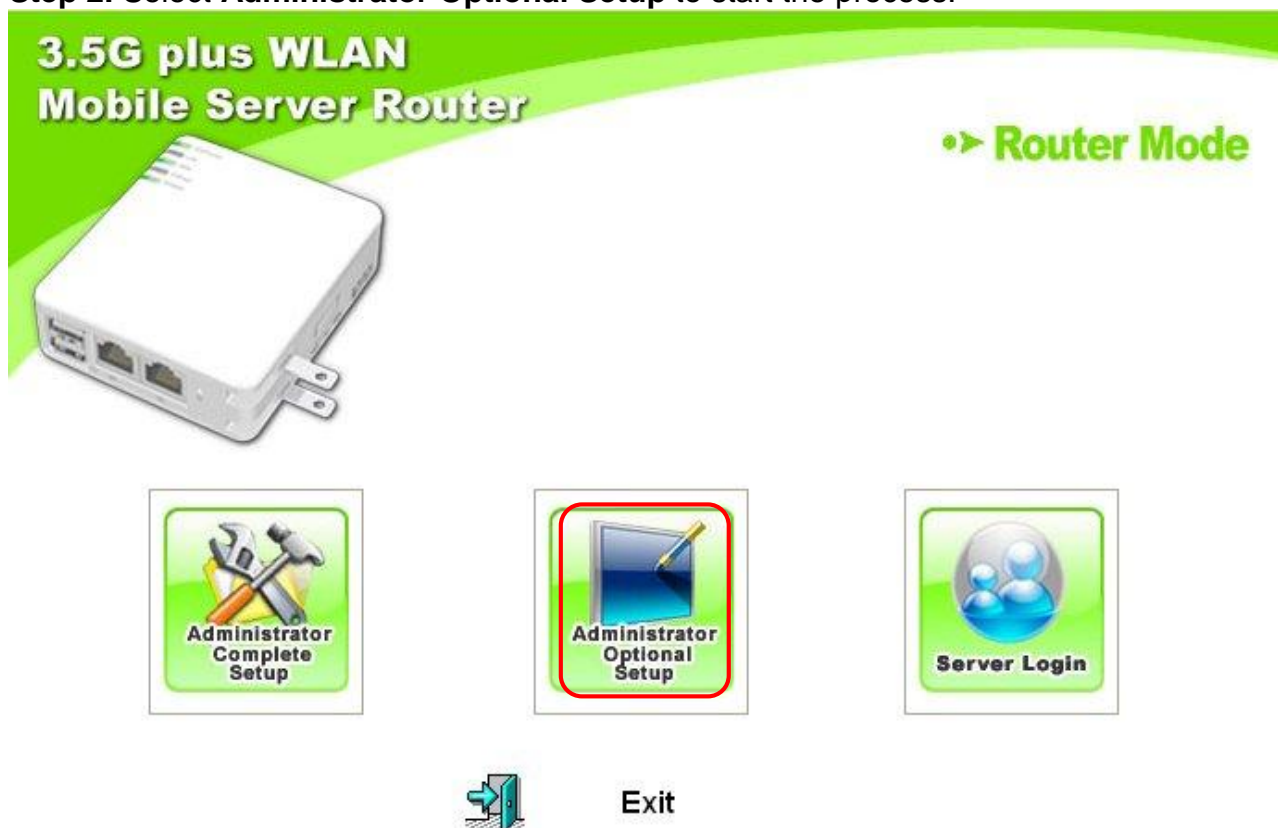 Step 2: Select Administrator Optional Setup to start the process.
3.5G plus WLAN
Mobile Server Router
Router Mode
Administrator
Complete
Setup
Administrator
Optional
Setup
Server Login
Exit